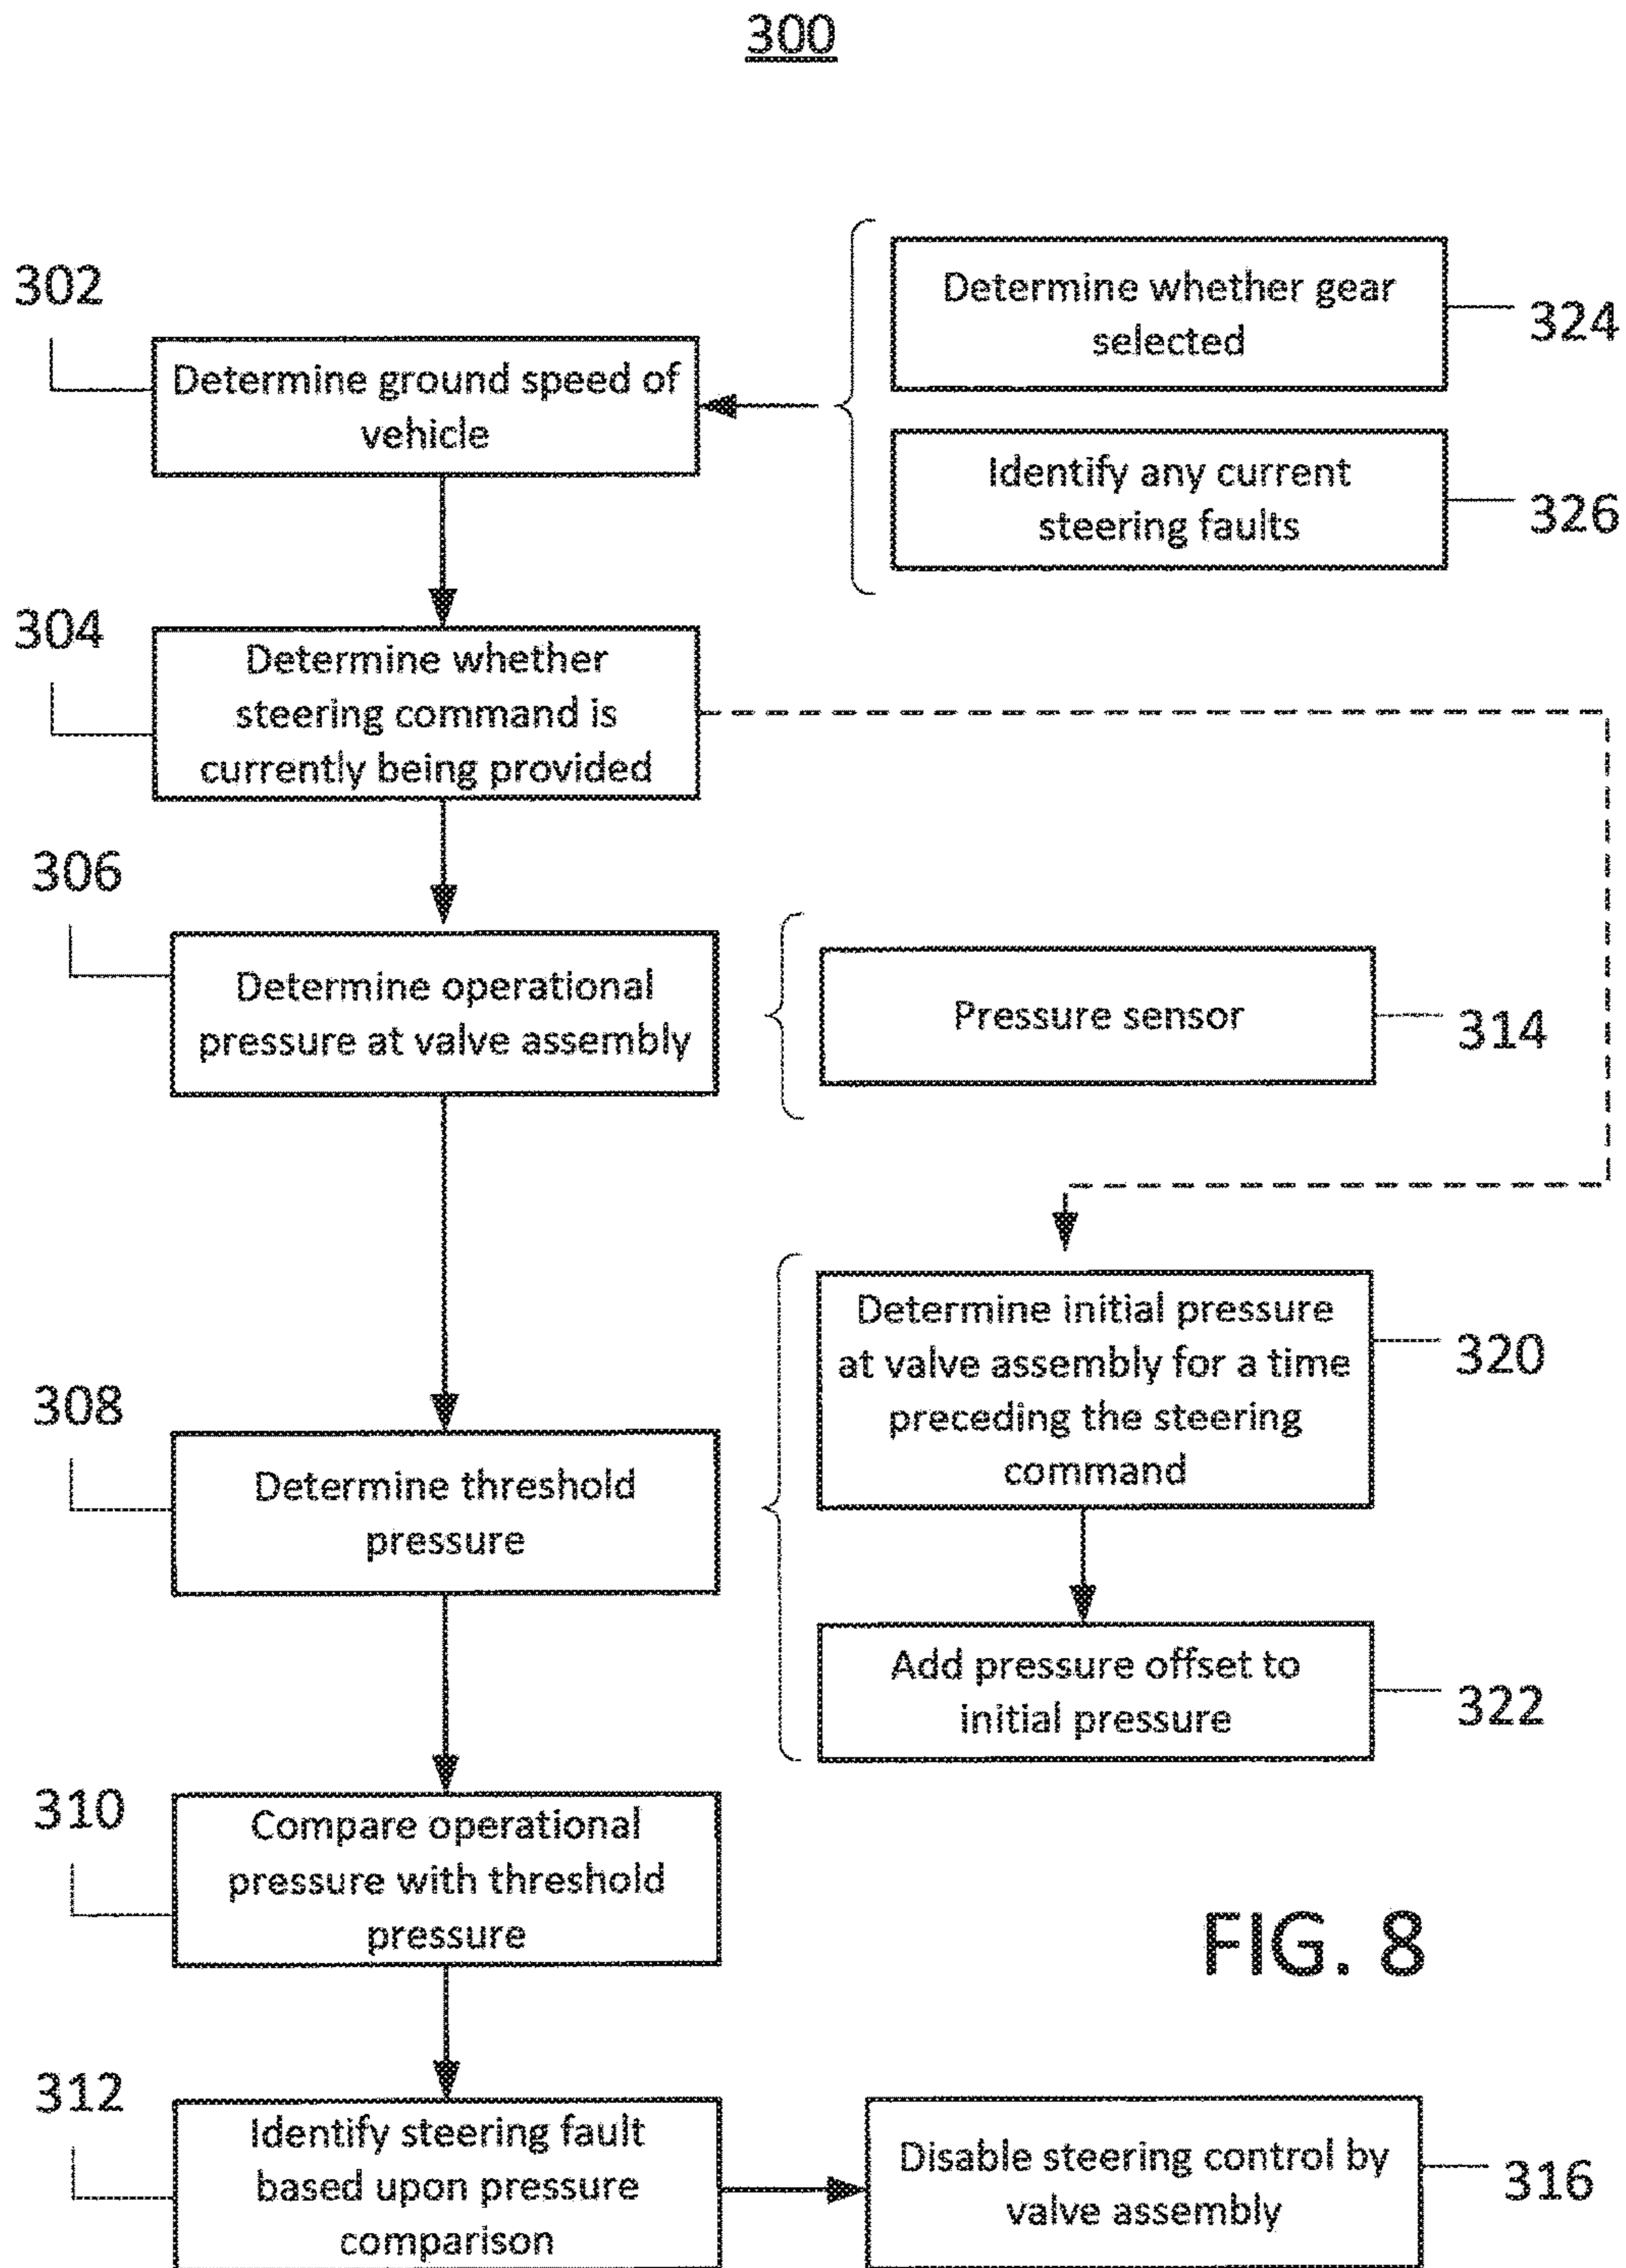 300
302
Determine ground speed of
vehicle
Determine whether gear
selected
324
Identify any current
steering faults
326
304
Determine whether
steering command is
currently being provided
306
Determine operational
pressure at valve assembly
Pressure sensor
314
308
Determine threshold
pressure
Determine initial pressure
at valve assembly for a time
preceding the steering
command
320
Add pressure offset to
initial pressure
322
310
Compare operational
pressure with threshold
pressure
FIG. 8
312
Identify steering fault
based upon pressure
comparison
Disable steering control by
valve assembly
316